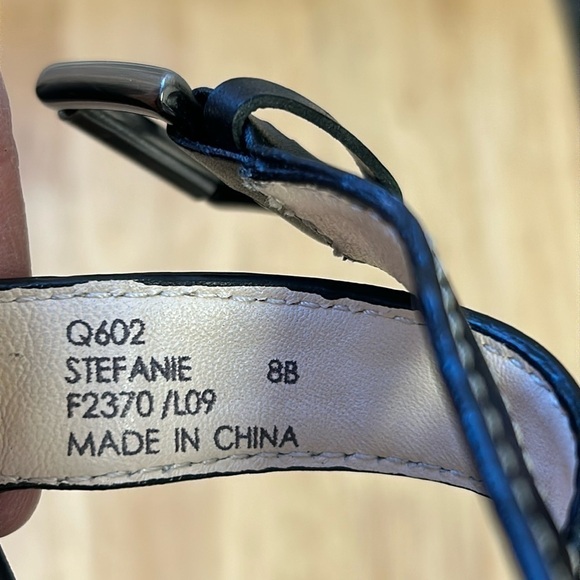 Q602
STEFANIE 8B
F2370 /L09
MADE IN CHINA